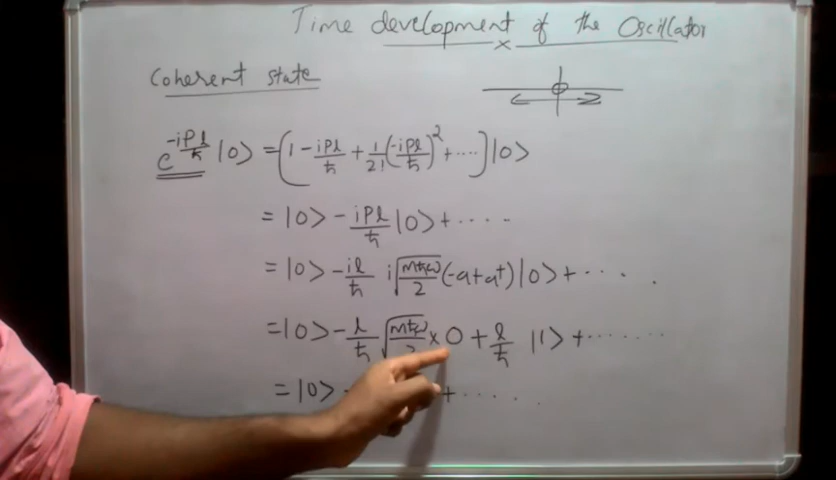 Time development of the Oscillator
Coherent state
e^{-iPl/ħ} |0> = (1 - iPl/ħ + 1/2! (-iPl/ħ)^2 + ....) |0>
= |0> - iPl/ħ |0> + ....
= |0> - il/ħ i√(mħω/2) (-a + a†) |0> + ....
= |0> - l/ħ √(mħω/2) × 0 + l/ħ |1> + .......
= |0> + ......